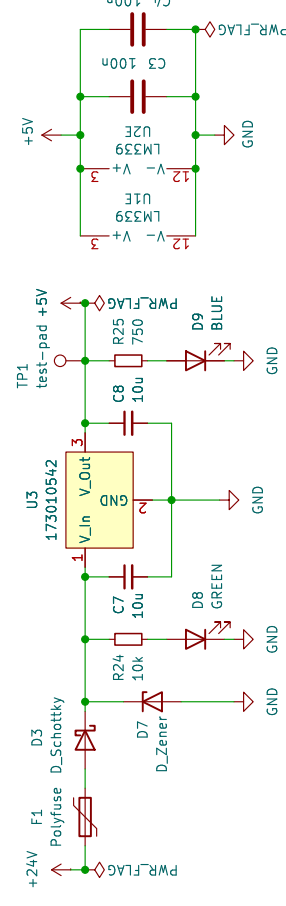 C4 100n
PWR_FLAG
C3 100n
+5V
GND
U2E
LM339
3
V+
V-
12
U1E
LM339
3
V+
V-
12
+5V
PWR_FLAG
TP1
test-pad
R25
750
D9
BLUE
GND
C8
10u
U3
173010542
3
V_Out
GND
2
V_In
1
GND
C7
10u
R24
10k
D8
GREEN
GND
D7
D_Zener
GND
D3
D_Schottky
F1
Polyfuse
+24V
PWR_FLAG